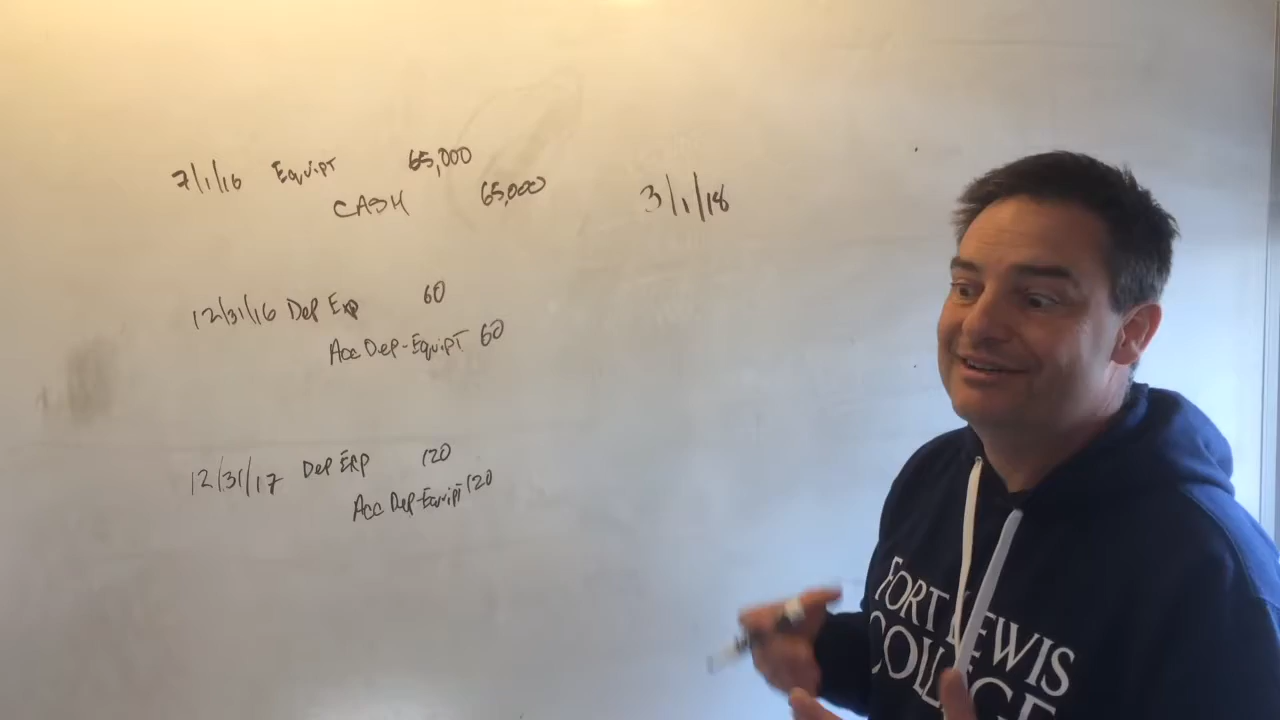 7/1/16 Equipt 65,000
CASH 65,000
3/1/18
12/31/16 Dep Exp 60
Acc Dep-Equipt 60
12/31/17 Dep Exp 120
Acc Dep-Equipt 120
FORT LEWIS
COLLEGE